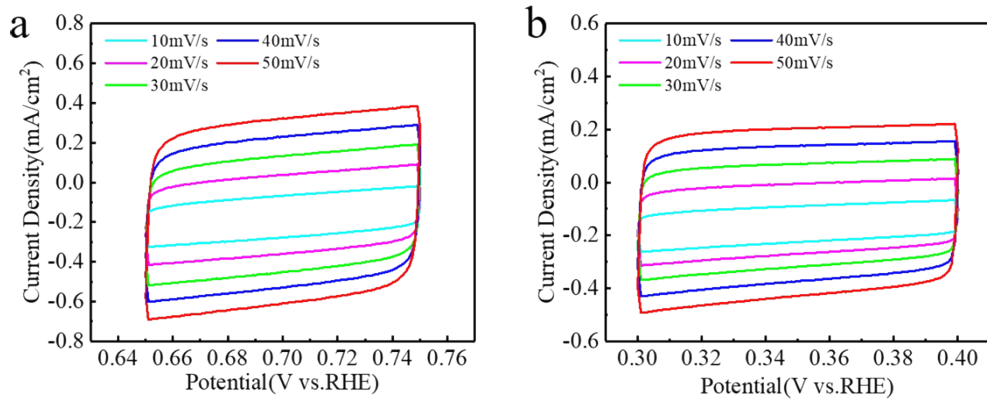 a
0.8
0.6
0.4
0.2
0.0
-0.2
-0.4
-0.6
-0.8
Current Density(mA/cm²)
10mV/s 40mV/s
20mV/s 50mV/s
30mV/s
0.64 0.66 0.68 0.70 0.72 0.74 0.76
Potential(V vs.RHE)
b
0.6
0.4
0.2
0.0
-0.2
-0.4
-0.6
Current Density(mA/cm²)
10mV/s 40mV/s
20mV/s 50mV/s
30mV/s
0.30 0.32 0.34 0.36 0.38 0.40
Potential(V vs.RHE)